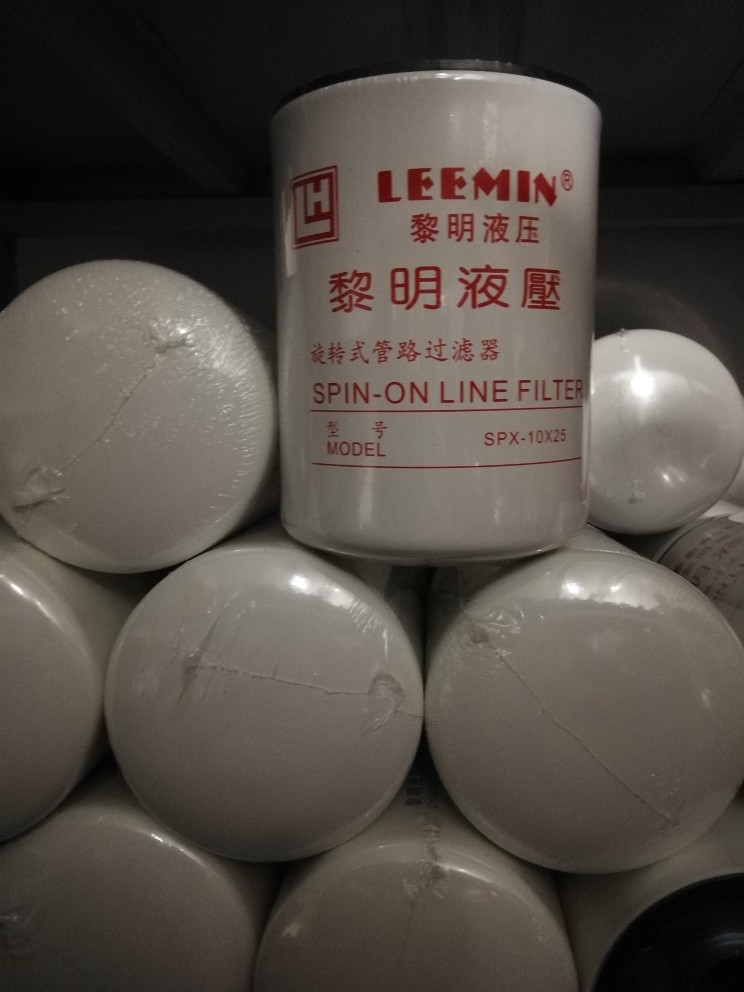 LH
LEEMIN®
黎明液压
黎明液壓
旋转式管路过滤器
SPIN-ON LINE FILTER
型 号
MODEL SPX-10X25